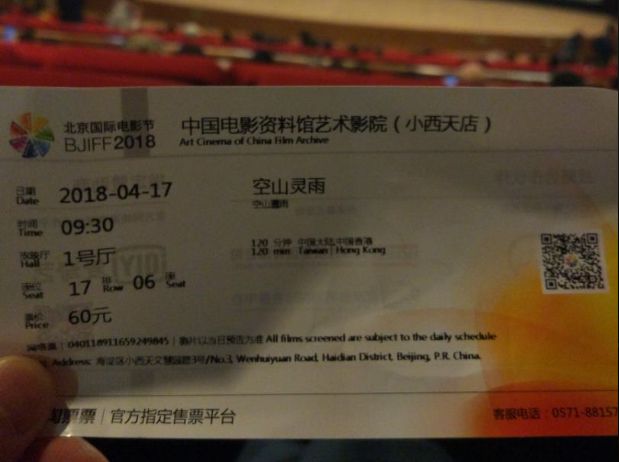 北京国际电影节
BJIFF2018
中国电影资料馆艺术影院(小西天店)
Art Cinema of China Film Archive
日期
Date
2018-04-17
空山灵雨
空山靈雨
时间
Time
09:30
120 分钟 中国大陆,中国香港
120 min Taiwan | Hong Kong
Hall
1号厅
座位
Seat
17 排 Row 06 座 Seat
票价
Price
60元
040118911659249845 | 影片以当日预告为准 All films screened are subject to the daily schedule
Address: 海淀区小西天文慧园路3号/No.3, Wenhuiyuan Road, Haidian District, Beijing, P.R. China.
票票 | 官方指定售票平台
客服电话:0571-88157